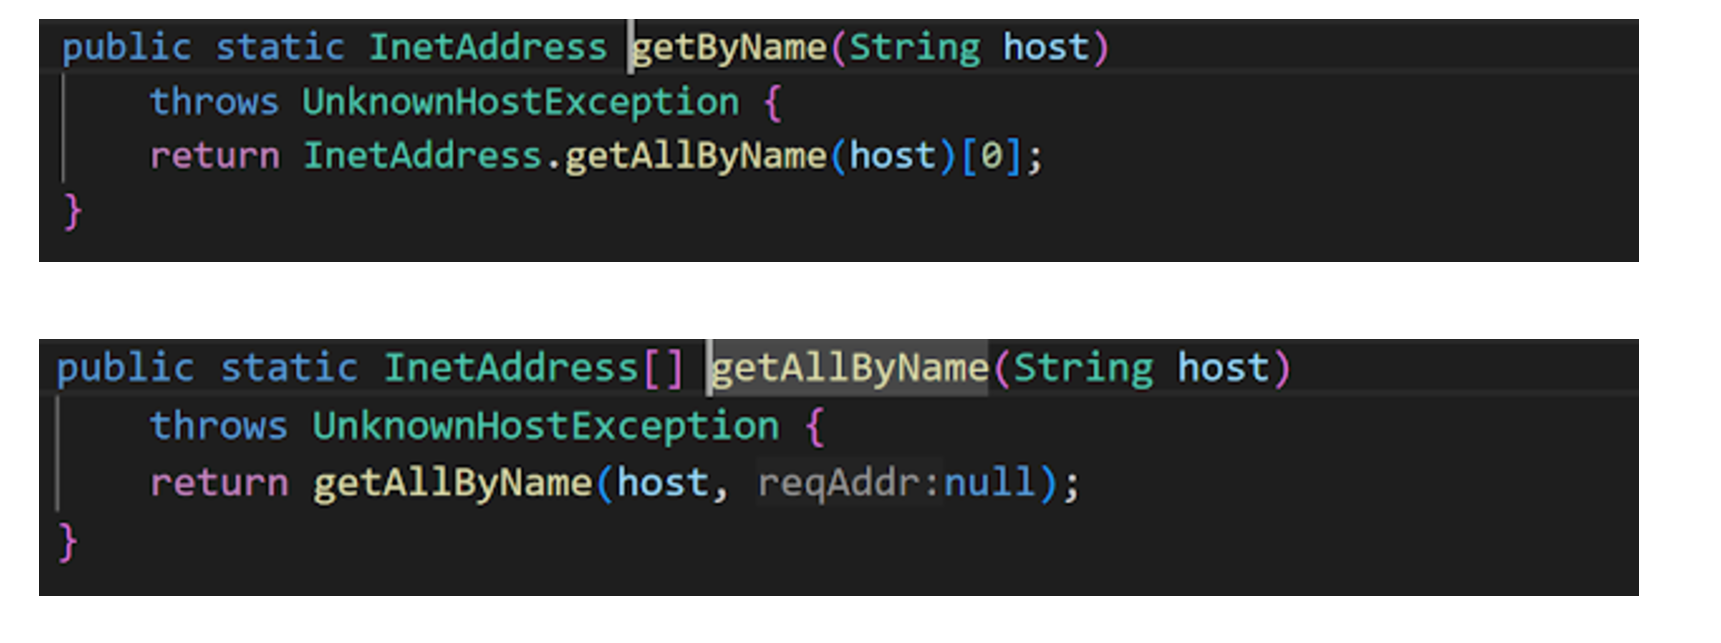 public static InetAddress getByName(String host)
throws UnknownHostException {
return InetAddress.getAllByName(host)[0];
}
public static InetAddress[] getAllByName(String host)
throws UnknownHostException {
return getAllByName(host, reqAddr:null);
}